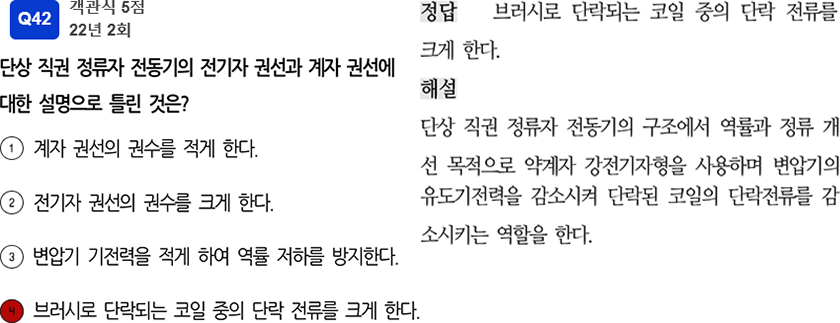 Q42
객관식 5점
22년 2회
단상 직권 정류자 전동기의 전기자 권선과 계자 권선에
대한 설명으로 틀린 것은?
1 계자 권선의 권수를 적게 한다.
2 전기자 권선의 권수를 크게 한다.
3 변압기 기전력을 적게 하여 역률 저하를 방지한다.
4 브러시로 단락되는 코일 중의 단락 전류를 크게 한다.
정답 브러시로 단락되는 코일 중의 단락 전류를
크게 한다.
해설
단상 직권 정류자 전동기의 구조에서 역률과 정류 개
선 목적으로 약계자 강전기자형을 사용하며 변압기의
유도기전력을 감소시켜 단락된 코일의 단락전류를 감
소시키는 역할을 한다.